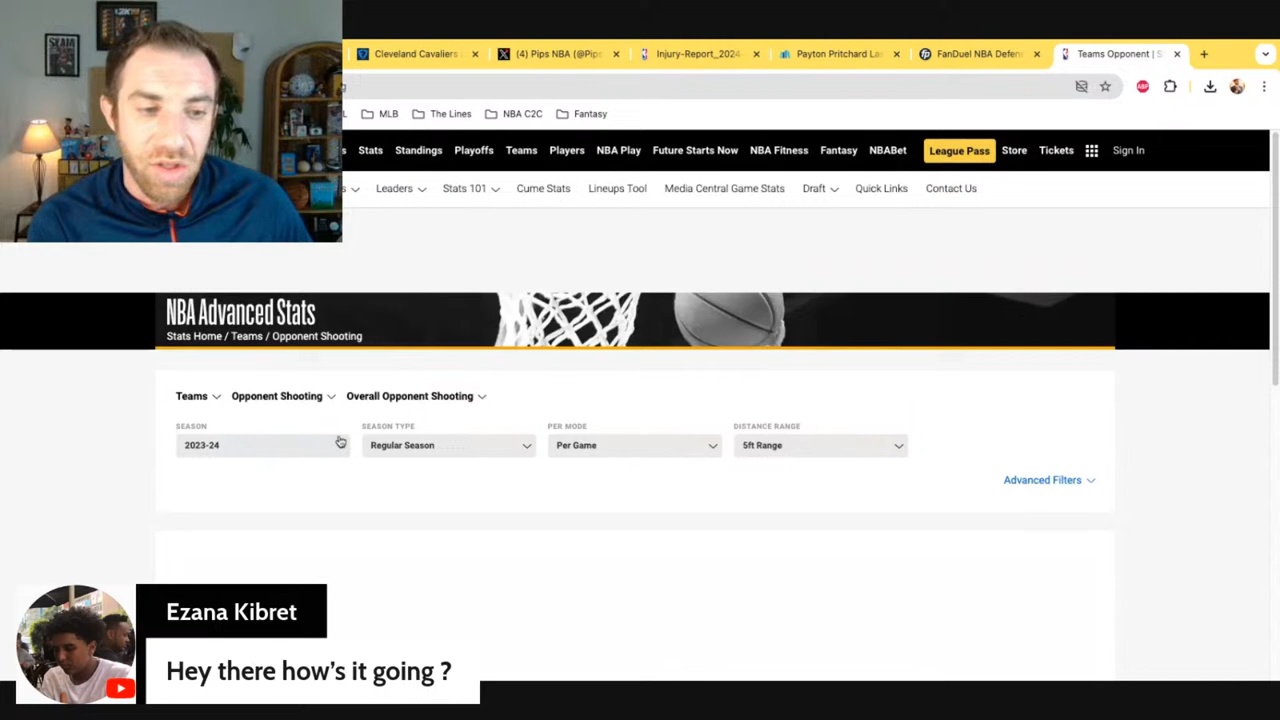 Cleveland Cavaliers
(4) Pips NBA (@Pips
Injury-Report_2024
Payton Pritchard Las
FanDuel NBA Defen
Teams Opponent | S
MLB
The Lines
NBA C2C
Fantasy
Stats
Standings
Playoffs
Teams
Players
NBA Play
Future Starts Now
NBA Fitness
Fantasy
NBABet
League Pass
Store
Tickets
Sign In
Leaders
Stats 101
Cume Stats
Lineups Tool
Media Central Game Stats
Draft
Quick Links
Contact Us
NBA Advanced Stats
Stats Home / Teams / Opponent Shooting
Teams
Opponent Shooting
Overall Opponent Shooting
SEASON
SEASON TYPE
PER MODE
DISTANCE RANGE
2023-24
Regular Season
Per Game
5ft Range
Advanced Filters
Ezana Kibret
Hey there how's it going ?